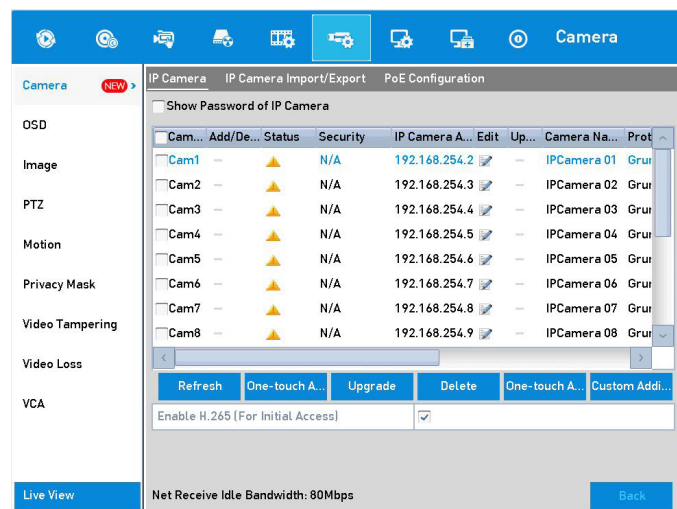 Camera
Camera NEW >
OSD
Image
PTZ
Motion
Privacy Mask
Video Tampering
Video Loss
VCA
Live View
IP Camera IP Camera Import/Export PoE Configuration
Show Password of IP Camera
Cam... Add/De... Status Security IP Camera A... Edit Up... Camera Na... Prot
Cam1 — N/A 192.168.254.2 — IPCamera 01 Grur
Cam2 — N/A 192.168.254.3 — IPCamera 02 Grur
Cam3 — N/A 192.168.254.4 — IPCamera 03 Grur
Cam4 — N/A 192.168.254.5 — IPCamera 04 Grur
Cam5 — N/A 192.168.254.6 — IPCamera 05 Grur
Cam6 — N/A 192.168.254.7 — IPCamera 06 Grur
Cam7 — N/A 192.168.254.8 — IPCamera 07 Grur
Cam8 — N/A 192.168.254.9 — IPCamera 08 Grur
Refresh One-touch A... Upgrade Delete One-touch A... Custom Addi...
Enable H.265 (For Initial Access)
Net Receive Idle Bandwidth: 80Mbps
Back